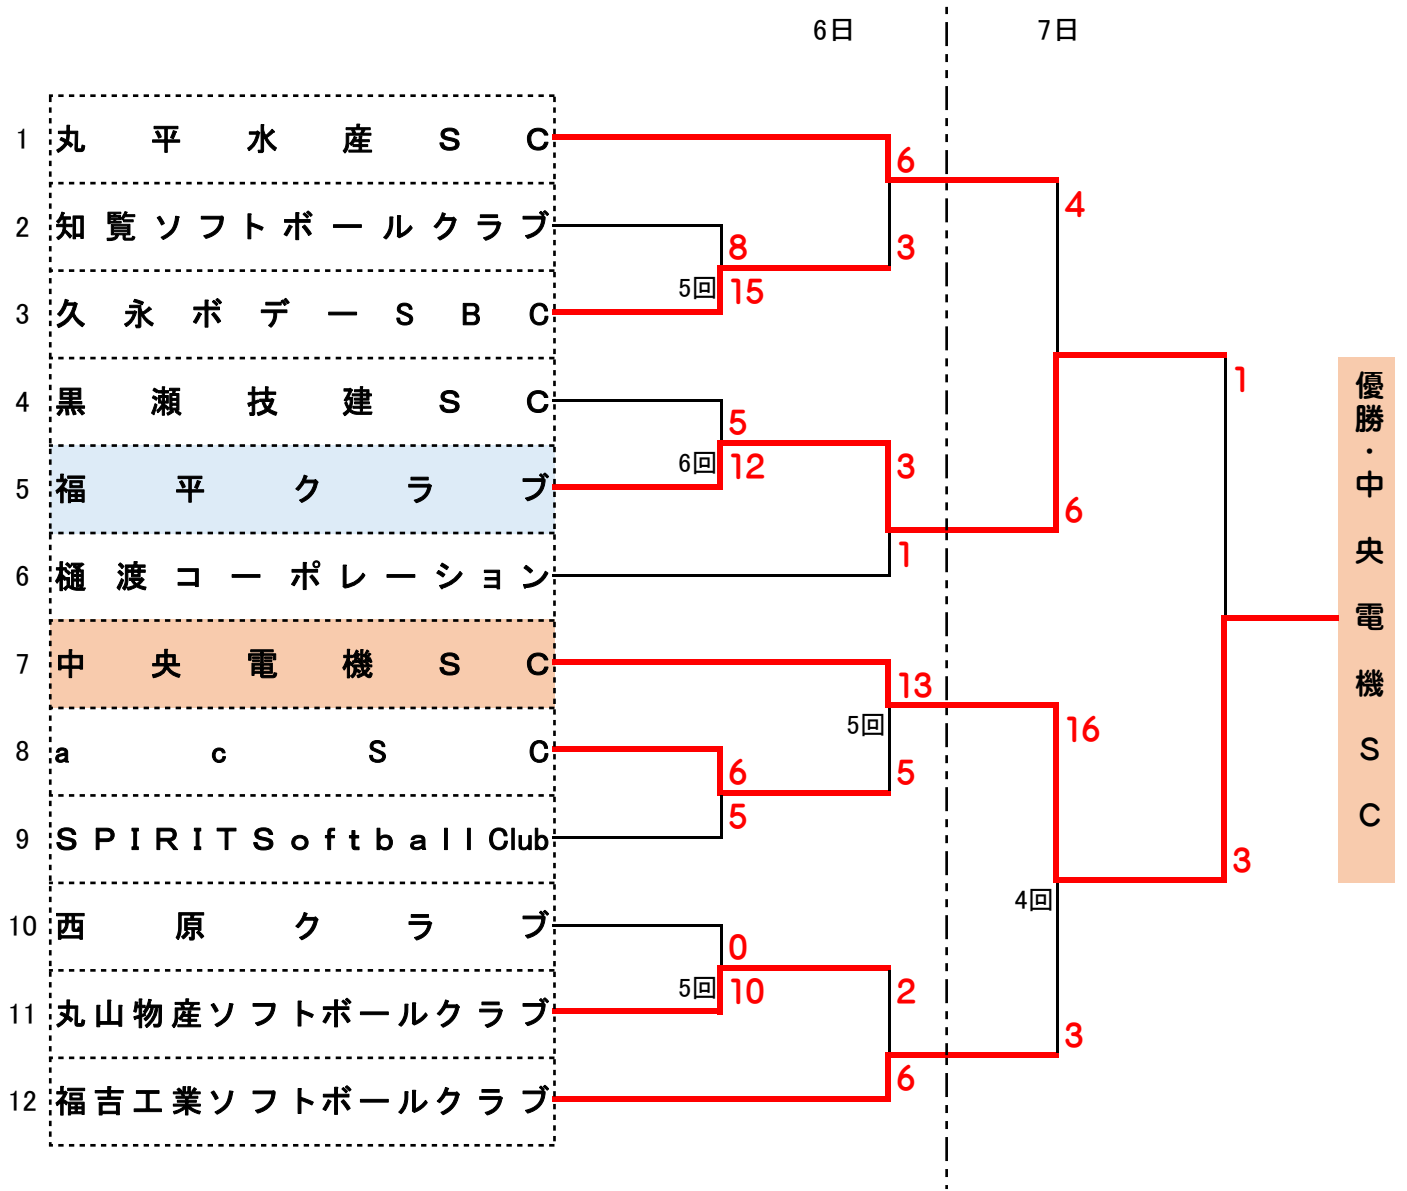 6日 7日
1 丸平水産SC
2 知覧ソフトボールクラブ
3 久永ボデーSBC
4 黒瀬技建SC
5 福平クラブ
6 樋渡コーポレーション
7 中央電機SC
8 acSC
9 SPIRITSoftballClub
10 西原クラブ
11 丸山物産ソフトボールクラブ
12 福吉工業ソフトボールクラブ
8
5回 15
5
6回 12
6
5
0
5回 10
6
3
3
1
13
5回
5
2
6
4
6
16
4回
3
1
3
優勝・中央電機SC